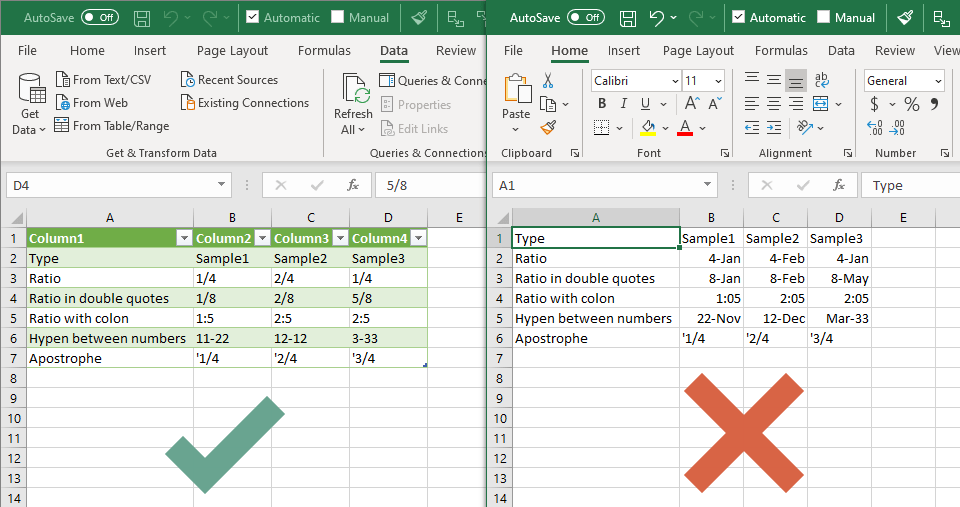 AutoSave Off Automatic Manual
File Home Insert Page Layout Formulas Data Review
Get Data
From Text/CSV
From Web
From Table/Range
Recent Sources
Existing Connections
Get & Transform Data
Refresh All
Queries & Conne
Properties
Edit Links
Queries & Connections
D4 fx 5/8
A B C D E
1 Column1 Column2 Column3 Column4
2 Type Sample1 Sample2 Sample3
3 Ratio 1/4 2/4 1/4
4 Ratio in double quotes 1/8 2/8 5/8
5 Ratio with colon 1:5 2:5 2:5
6 Hypen between numbers 11-22 12-12 3-33
7 Apostrophe '1/4 '2/4 '3/4
8
9
10
11
12
13
14
AutoSave Off Automatic Manual
File Home Insert Page Layout Formulas Data Review View
Paste
Clipboard
Calibri 11
B I U A A
A
Font
ab
c
Alignment
General
$ % 9
.00
.0
Number
A1 fx Type
A B C D E
1 Type Sample1 Sample2 Sample3
2 Ratio 4-Jan 4-Feb 4-Jan
3 Ratio in double quotes 8-Jan 8-Feb 8-May
4 Ratio with colon 1:05 2:05 2:05
5 Hypen between numbers 22-Nov 12-Dec Mar-33
6 Apostrophe '1/4 '2/4 '3/4
7
8
9
10
11
12
13
14